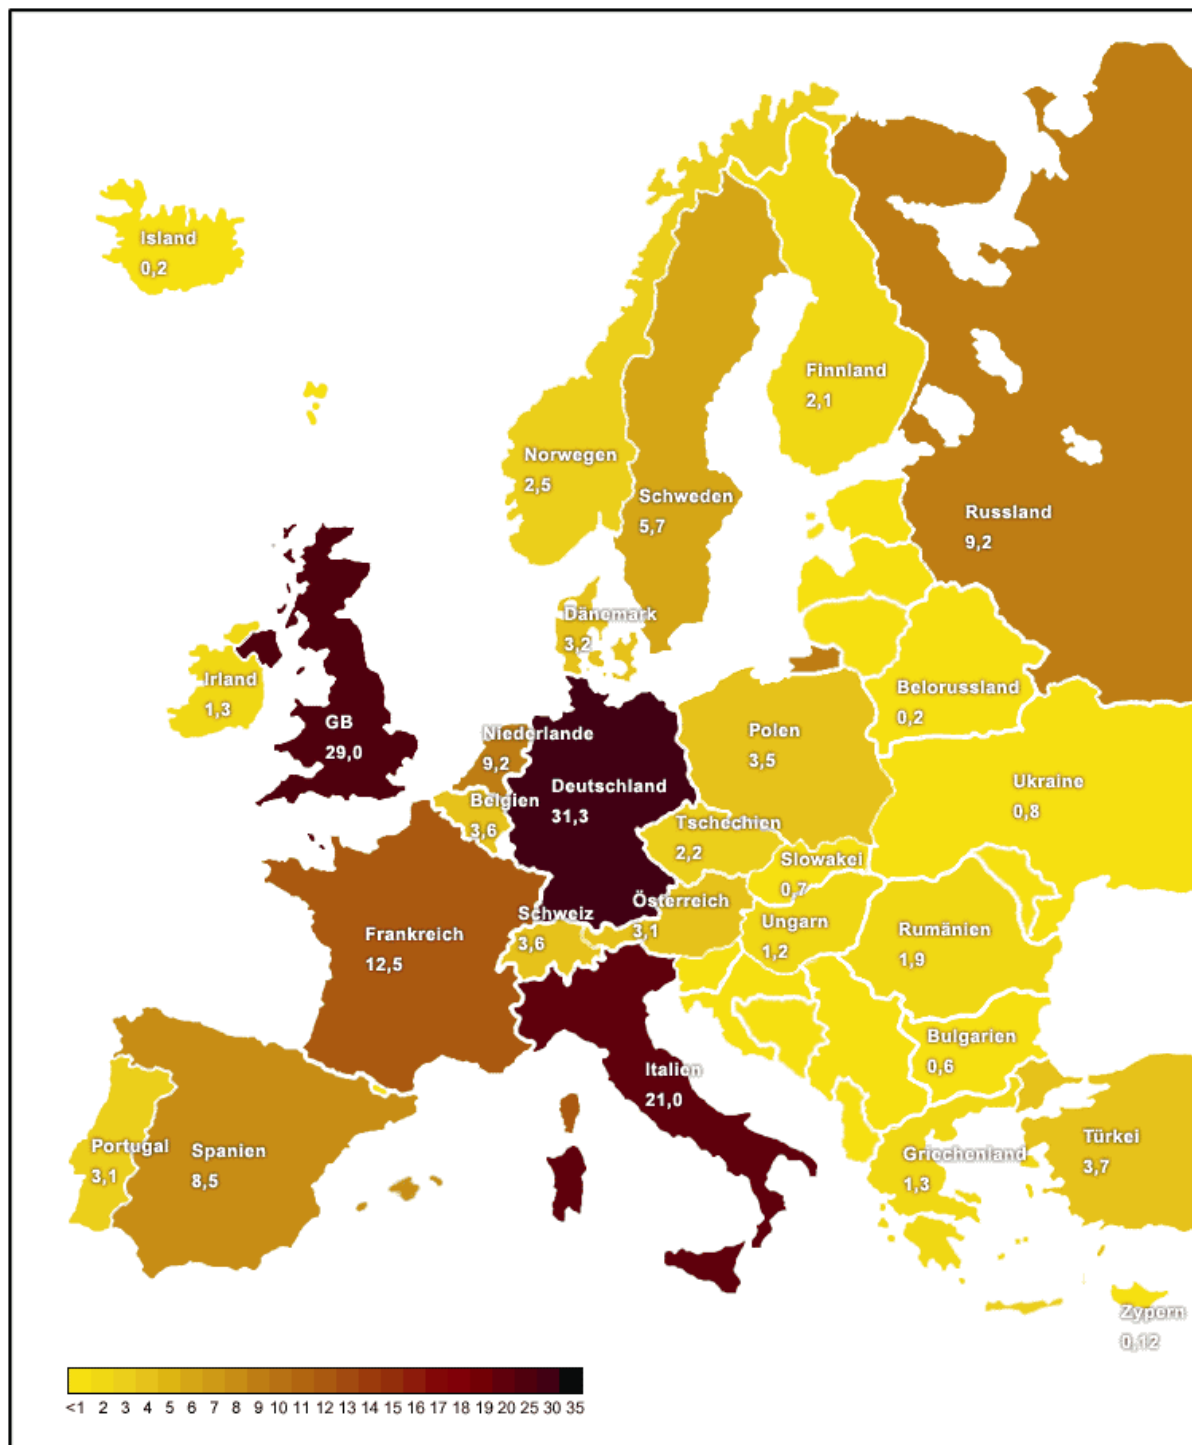 Island
0,2
Finnland
2,1
Norwegen
2,5
Schweden
5,7
Russland
9,2
Dänemark
3,2
Irland
1,3
GB
29,0
Belorussland
0,2
Niederlande
9,2
Polen
3,5
Deutschland
31,3
Ukraine
0,8
Belgien
3,6
Tschechien
2,2
Slowakei
0,7
Österreich
3,1
Schweiz
3,6
Ungarn
1,2
Rumänien
1,9
Frankreich
12,5
Bulgarien
0,6
Italien
21,0
Portugal
3,1
Spanien
8,5
Griechenland
1,3
Türkei
3,7
Zypern
0,12
<1 2 3 4 5 6 7 8 9 10 11 12 13 14 15 16 17 18 19 20 25 30 35